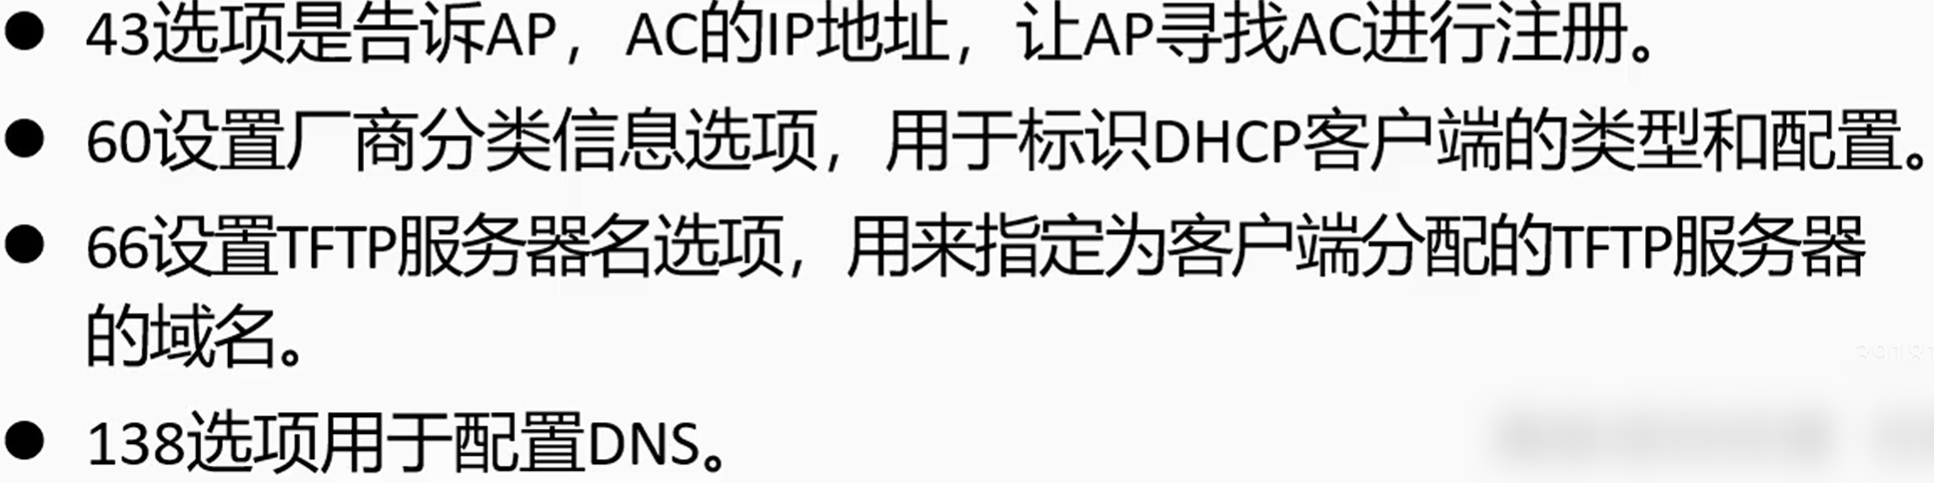 ● 43选项是告诉AP，AC的IP地址，让AP寻找AC进行注册。
● 60设置厂商分类信息选项，用于标识DHCP客户端的类型和配置。
● 66设置TFTP服务器名选项，用来指定为客户端分配的TFTP服务器
的域名。
● 138选项用于配置DNS。